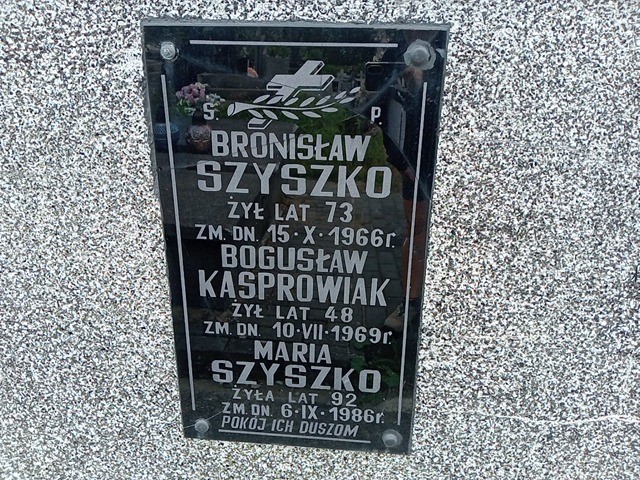 Ś. P.
BRONISŁAW
SZYSZKO
ŻYŁ LAT 73
ZM. DN. 15·X·1966r.
BOGUSŁAW
KASPROWIAK
ŻYŁ LAT 48
ZM. DN. 10·VII·1969r.
MARIA
SZYSZKO
ŻYŁA LAT 92
ZM. DN. 6·IX·1986r.
POKÓJ ICH DUSZOM